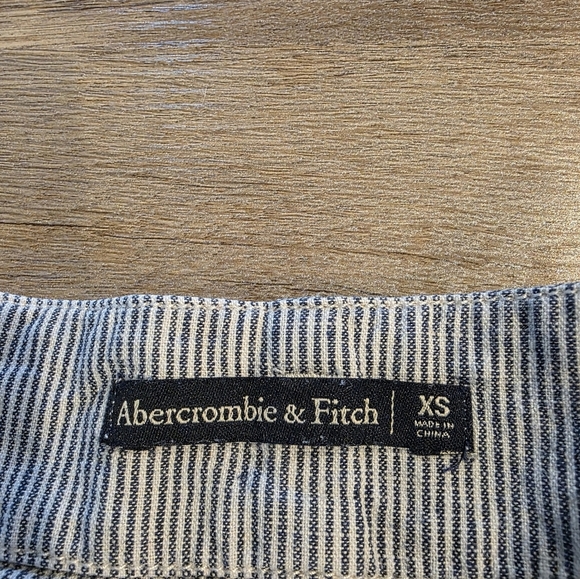 Abercrombie & Fitch | XS
MADE IN
CHINA